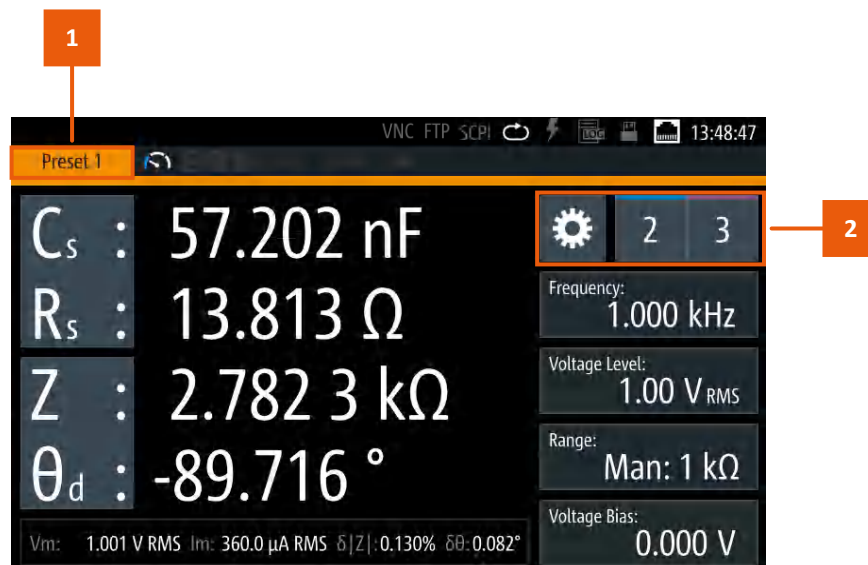 1
VNC FTP SCPI LOG 13:48:47
Preset 1
Cs : 57.202 nF
2 3
2
Rs : 13.813 Ω
Frequency:
1.000 kHz
Z : 2.782 3 kΩ
Voltage Level:
1.00 V RMS
θd : -89.716 °
Range:
Man: 1 kΩ
Vm: 1.001 V RMS Im: 360.0 µA RMS δ|Z|: 0.130% δθ: 0.082°
Voltage Bias:
0.000 V